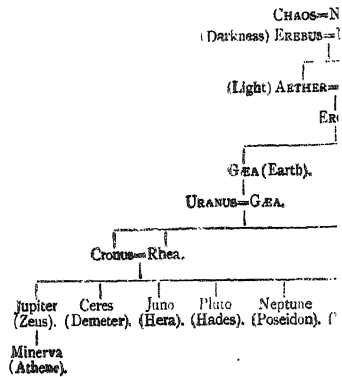 CHAOS=N
(Darkness) EREBUS=
(Light) AETHER=
ER
GÆA (Earth).
URANUS=GÆA.
Cronus=Rhea.
Jupiter Ceres Juno Pluto Neptune
(Zeus). (Demeter). (Hera). (Hades). (Poseidon). (
Minerva
(Athene).